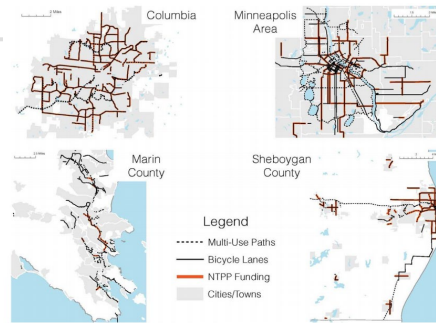 Columbia
Minneapolis
Area
Marin
County
Sheboygan
County
Legend
Multi-Use Paths
Bicycle Lanes
NTPP Funding
Cities/Towns